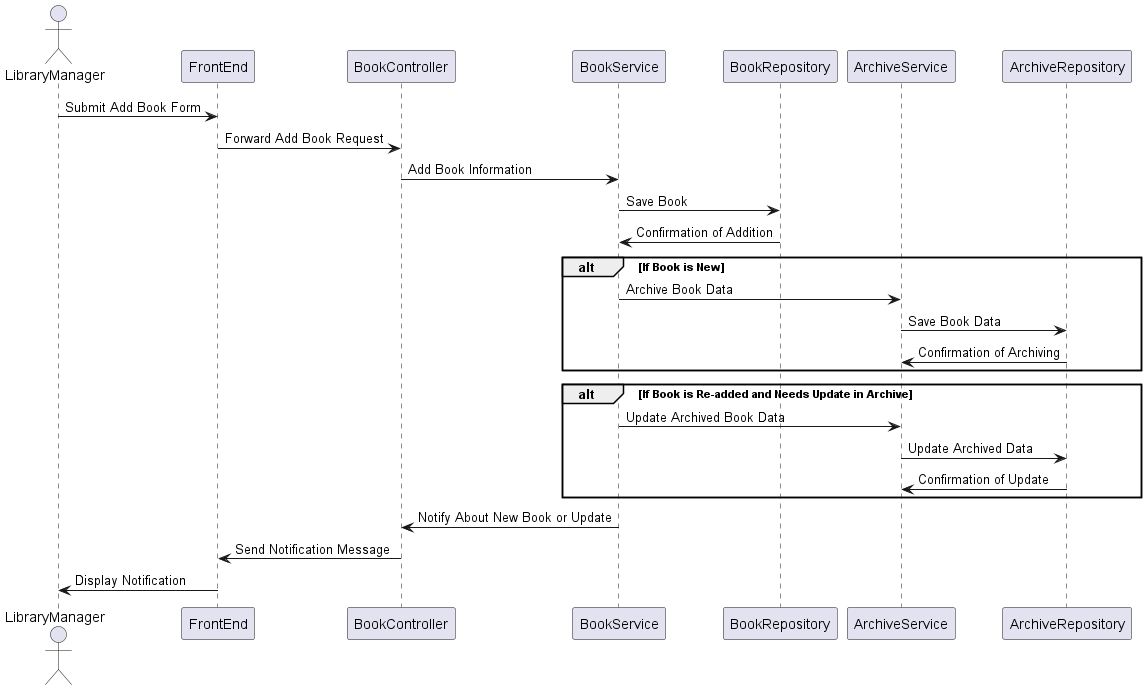 LibraryManager
FrontEnd
BookController
BookService
BookRepository
ArchiveService
ArchiveRepository
Submit Add Book Form
Forward Add Book Request
Add Book Information
Save Book
Confirmation of Addition
alt
[If Book is New]
Archive Book Data
Save Book Data
Confirmation of Archiving
alt
[If Book is Re-added and Needs Update in Archive]
Update Archived Book Data
Update Archived Data
Confirmation of Update
Notify About New Book or Update
Send Notification Message
Display Notification
LibraryManager
FrontEnd
BookController
BookService
BookRepository
ArchiveService
ArchiveRepository